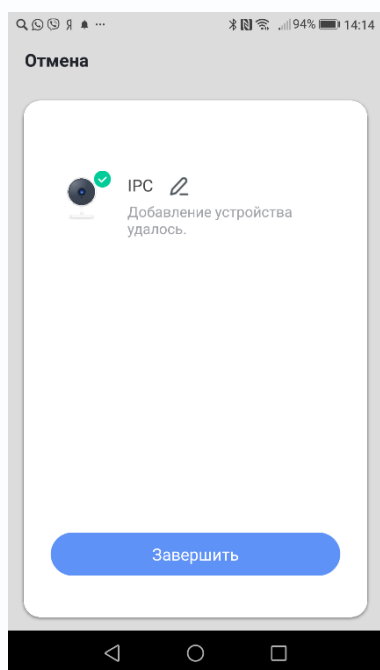 94% 14:14
Отмена
IPC
Добавление устройства
удалось.
Завершить